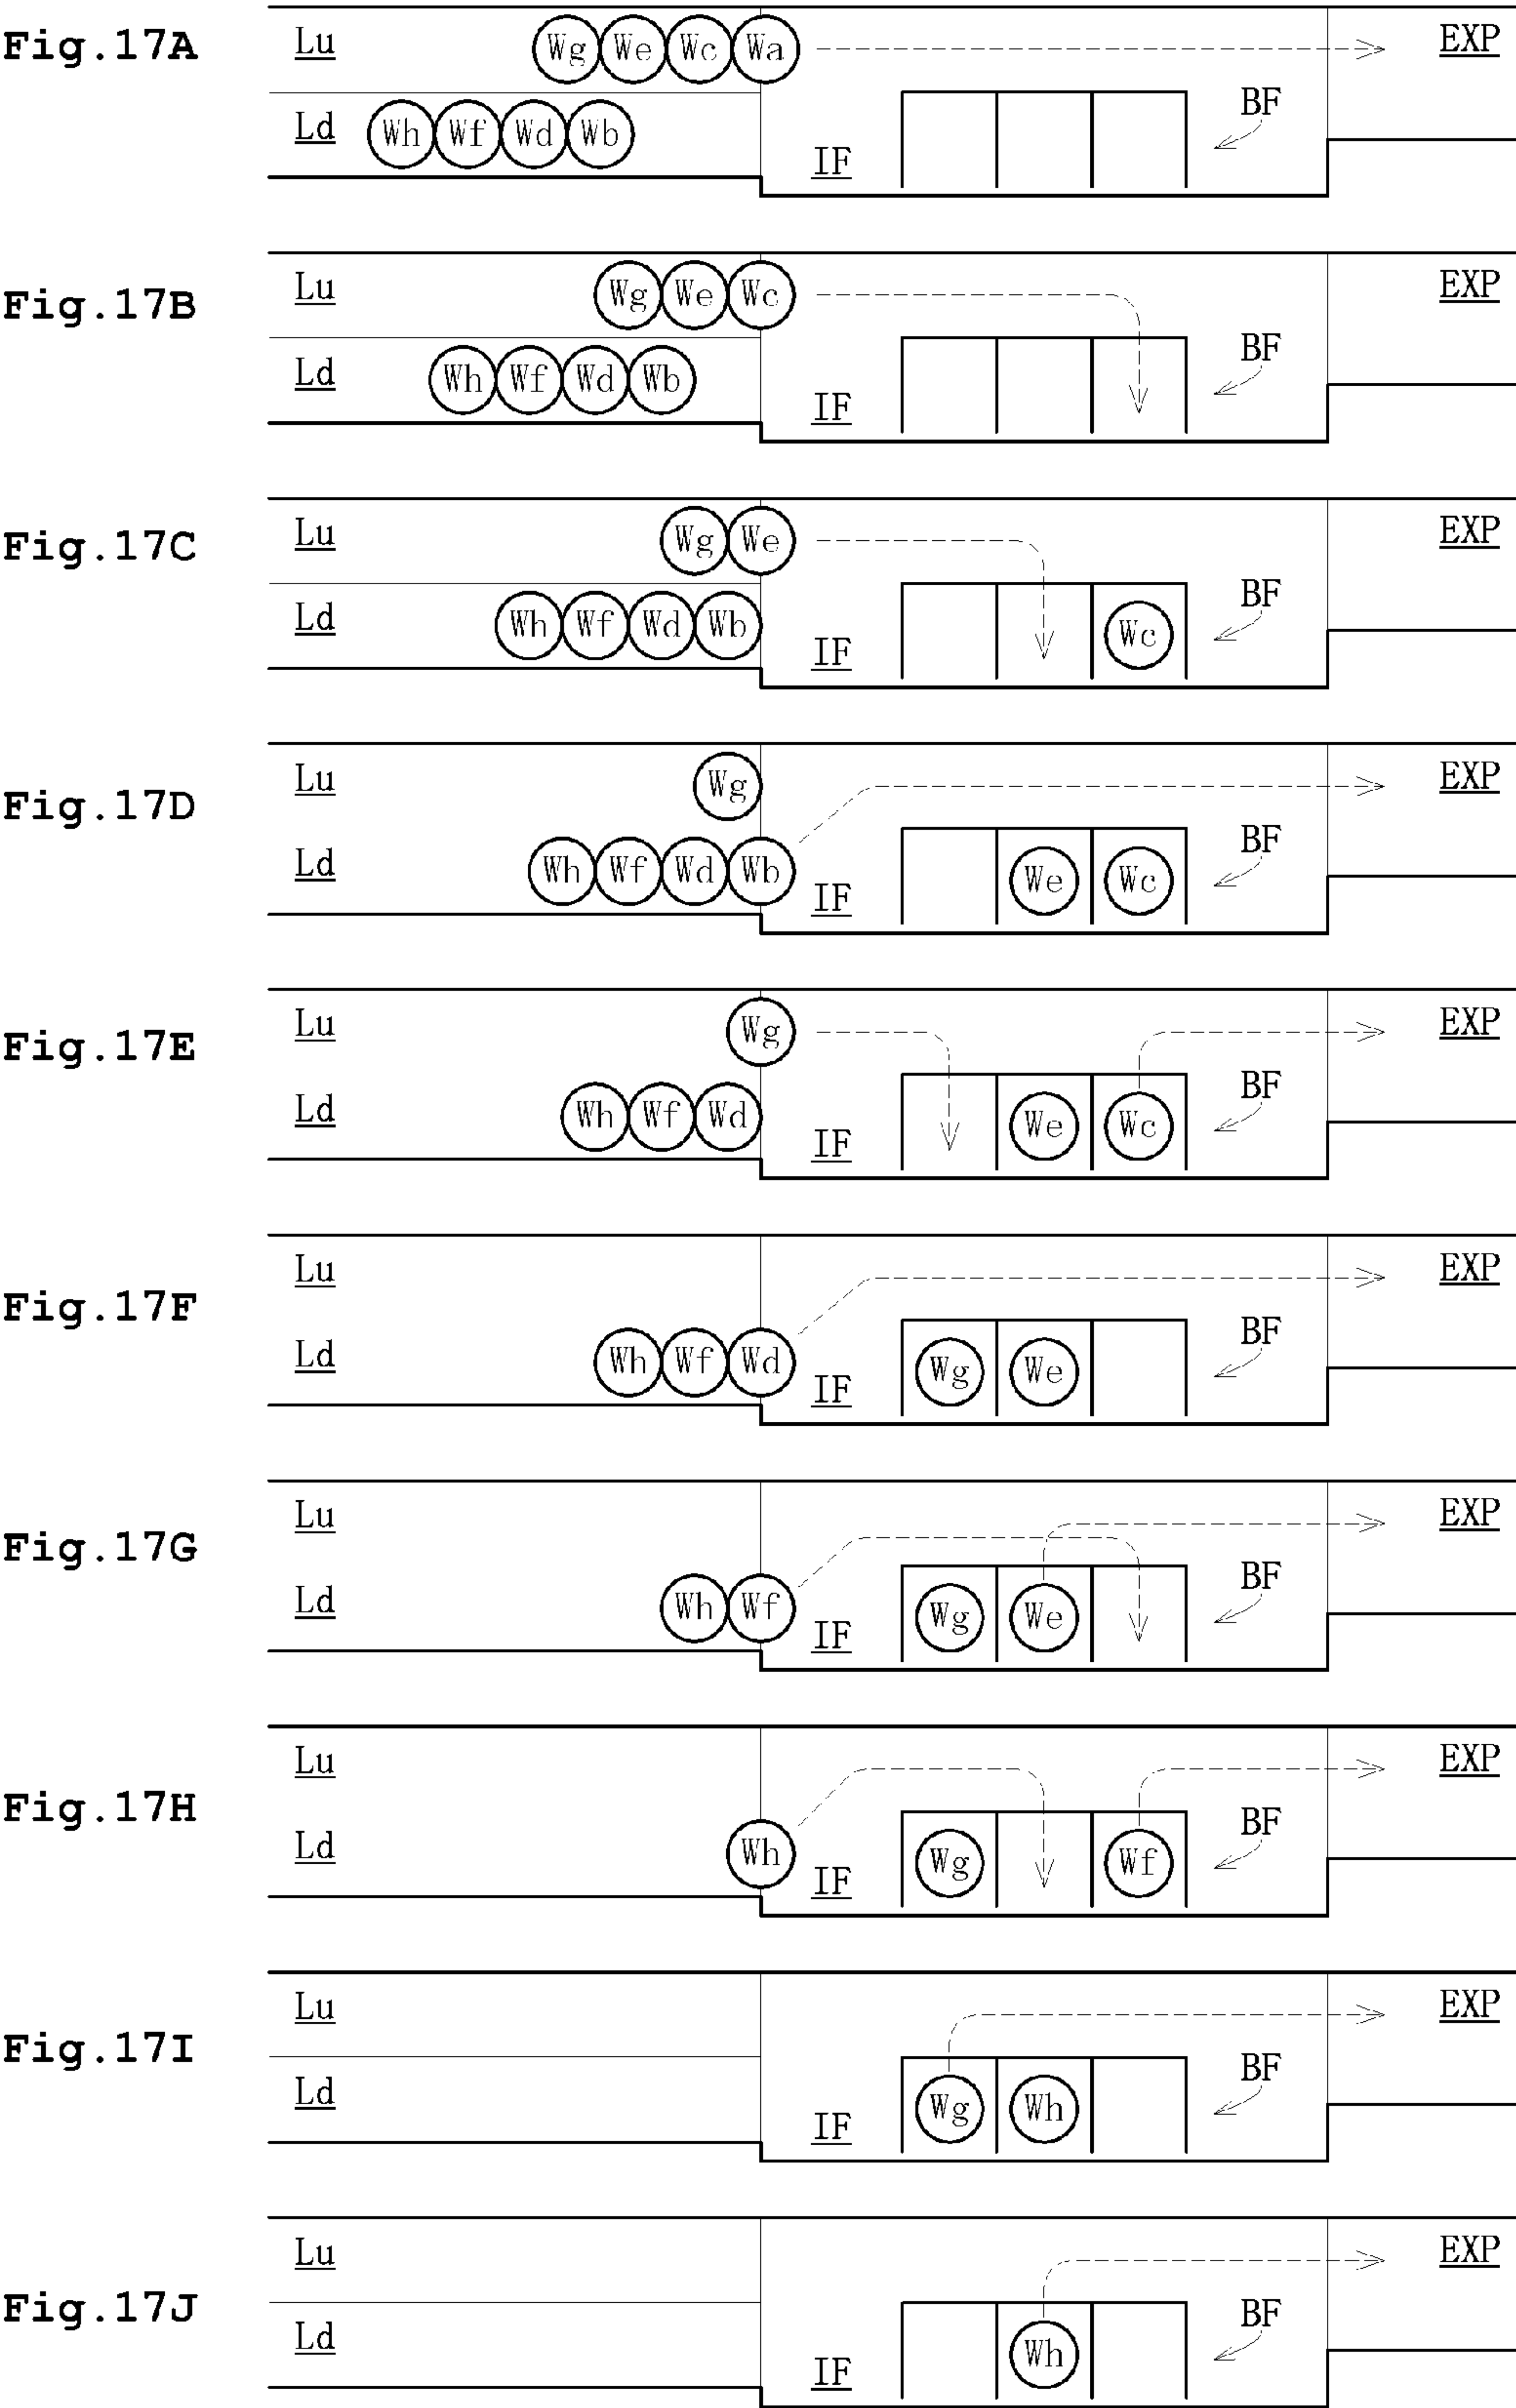 Fig.17A Lu Wg We Wc Wa EXP
Ld Wh Wf Wd Wb IF BF
Fig.17B Lu Wg We Wc EXP
Ld Wh Wf Wd Wb IF BF
Fig.17C Lu Wg We EXP
Ld Wh Wf Wd Wb IF Wc BF
Fig.17D Lu Wg EXP
Ld Wh Wf Wd Wb IF We Wc BF
Fig.17E Lu Wg EXP
Ld Wh Wf Wd IF We Wc BF
Fig.17F Lu EXP
Ld Wh Wf Wd IF Wg We BF
Fig.17G Lu EXP
Ld Wh Wf IF Wg We BF
Fig.17H Lu EXP
Ld Wh IF Wg Wf BF
Fig.17I Lu EXP
Ld IF Wg Wh BF
Fig.17J Lu EXP
Ld IF Wh BF